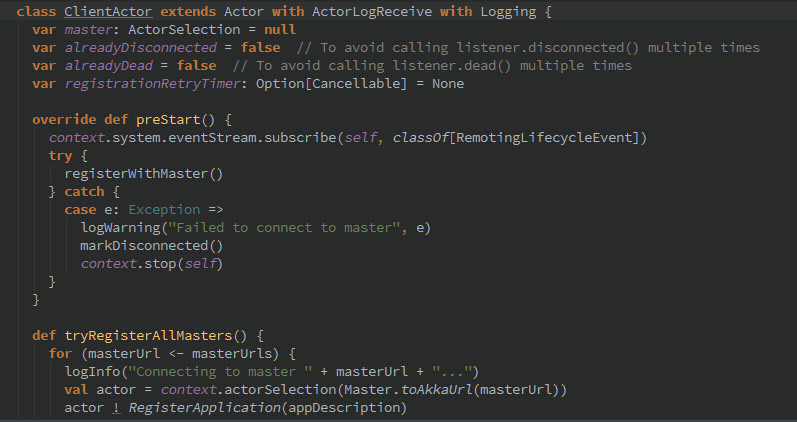 class ClientActor extends Actor with ActorLogReceive with Logging {
  var master: ActorSelection = null
  var alreadyDisconnected = false  // To avoid calling listener.disconnected() multiple times
  var alreadyDead = false  // To avoid calling listener.dead() multiple times
  var registrationRetryTimer: Option[Cancellable] = None

  override def preStart() {
    context.system.eventStream.subscribe(self, classOf[RemotingLifecycleEvent])
    try {
      registerWithMaster()
    } catch {
      case e: Exception =>
        logWarning("Failed to connect to master", e)
        markDisconnected()
        context.stop(self)
    }
  }

  def tryRegisterAllMasters() {
    for (masterUrl <- masterUrls) {
      logInfo("Connecting to master " + masterUrl + "...")
      val actor = context.actorSelection(Master.toAkkaUrl(masterUrl))
      actor ! RegisterApplication(appDescription)